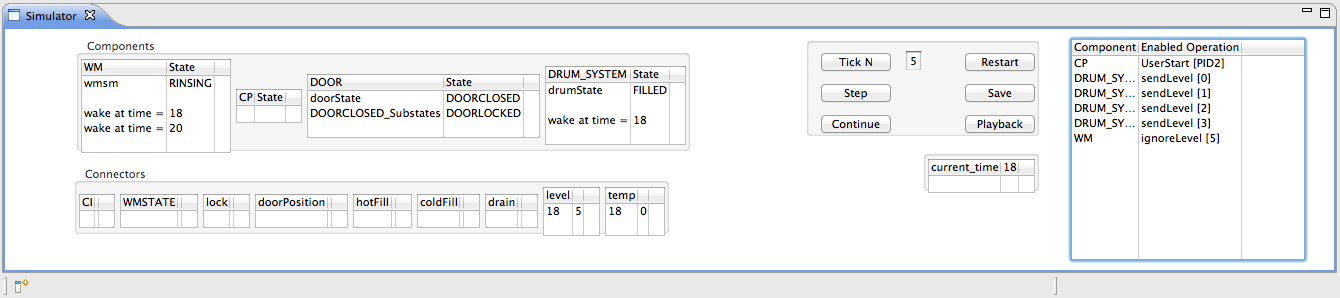 Simulator
Components
WM State
wmsm RINSING
wake at time = 18
wake at time = 20
CP State
DOOR State
doorState DOORCLOSED
DOORCLOSED_Substates DOORLOCKED
DRUM_SYSTEM State
drumState FILLED
wake at time = 18
Connectors
CI
WMSTATE
lock
doorPosition
hotFill
coldFill
drain
level
18 5
temp
18 0
Tick N 5 Restart
Step Save
Continue Playback
current_time 18
Component Enabled Operation
CP UserStart [PID2]
DRUM_SY... sendLevel [0]
DRUM_SY... sendLevel [1]
DRUM_SY... sendLevel [2]
DRUM_SY... sendLevel [3]
WM ignoreLevel [5]